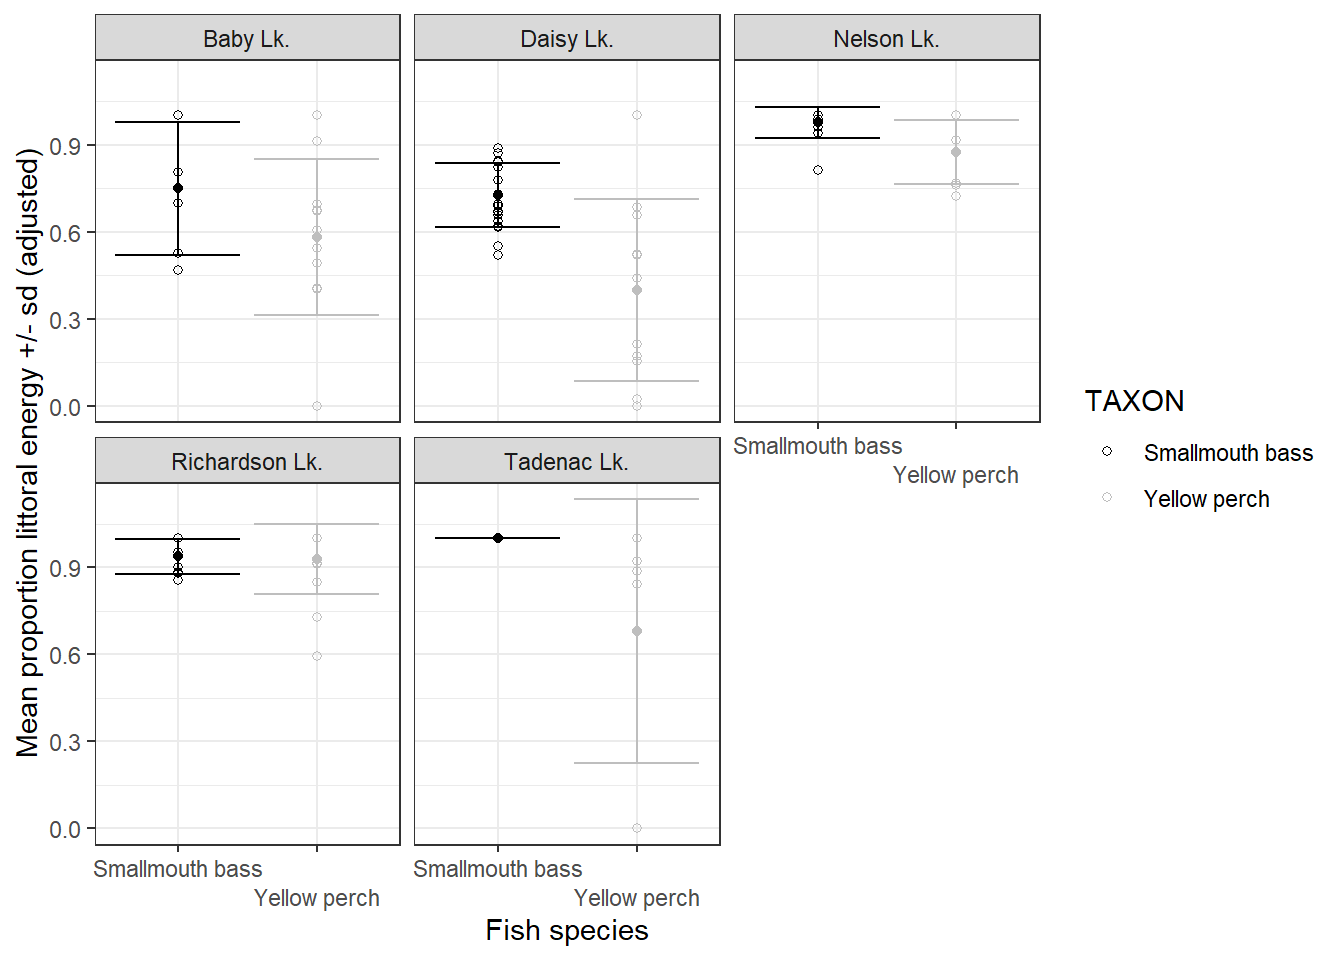 Baby Lk.
Daisy Lk.
Nelson Lk.
0.9
0.6
0.3
0.0
Smallmouth bass
Yellow perch
Richardson Lk.
Tadenac Lk.
0.9
0.6
0.3
0.0
Smallmouth bass
Yellow perch
Smallmouth bass
Yellow perch
Fish species
Mean proportion littoral energy +/- sd (adjusted)
TAXON
Smallmouth bass
Yellow perch